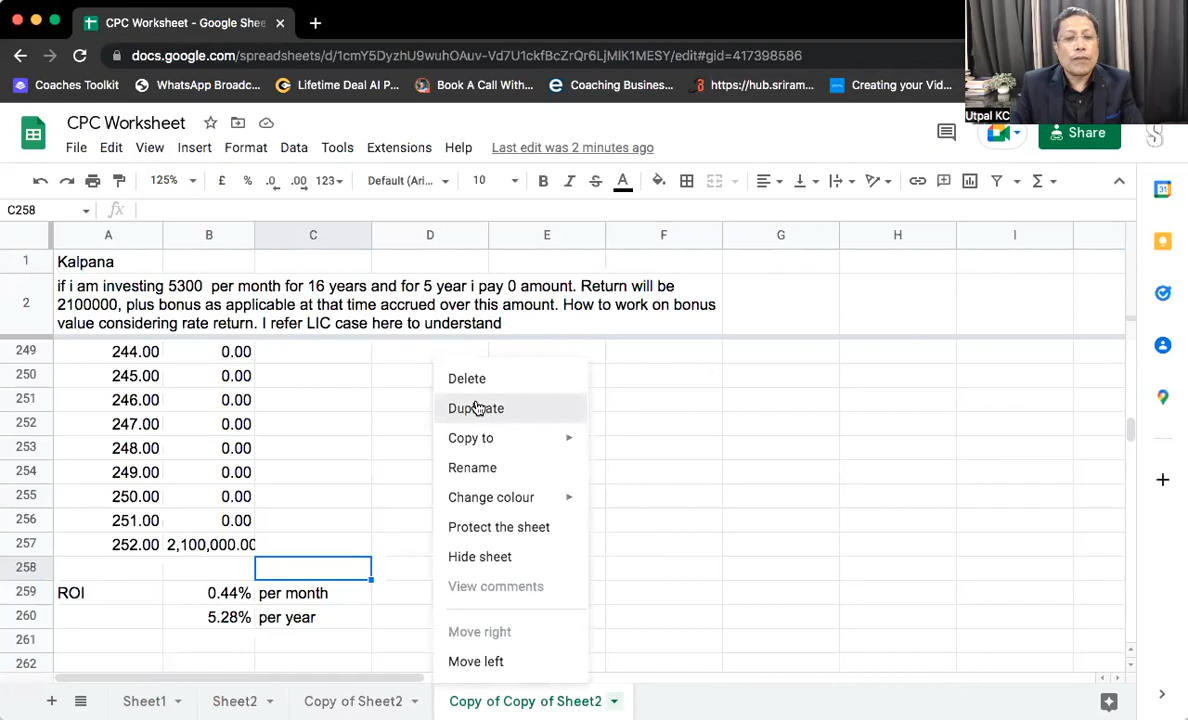 CPC Worksheet - Google Shee
docs.google.com/spreadsheets/d/1cmY5DyzhU9wuhOAuv-Vd7U1ckfBcZrQr6LjMlK1MESY/edit#gid=417398586
Coaches Toolkit WhatsApp Broadc... Lifetime Deal AI P... Book A Call With... Coaching Business... https://hub.sriram... Creating your Vid...
Utpal KC
CPC Worksheet
Share
File Edit View Insert Format Data Tools Extensions Help Last edit was 2 minutes ago
125% £ % .0 .00 123 Default (Ari... 10 B I S A
31
C258 fx
A B C D E F G H I
1 Kalpana
2 if i am investing 5300 per month for 16 years and for 5 year i pay 0 amount. Return will be
2100000, plus bonus as applicable at that time accrued over this amount. How to work on bonus
value considering rate return. I refer LIC case here to understand
249 244.00 0.00
250 245.00 0.00
251 246.00 0.00
252 247.00 0.00
253 248.00 0.00
254 249.00 0.00
255 250.00 0.00
256 251.00 0.00
257 252.00 2,100,000.00
258
259 ROI 0.44% per month
260 5.28% per year
261
262
Delete
Duplicate
Copy to
Rename
Change colour
Protect the sheet
Hide sheet
View comments
Move right
Move left
Sheet1 Sheet2 Copy of Sheet2 Copy of Copy of Sheet2